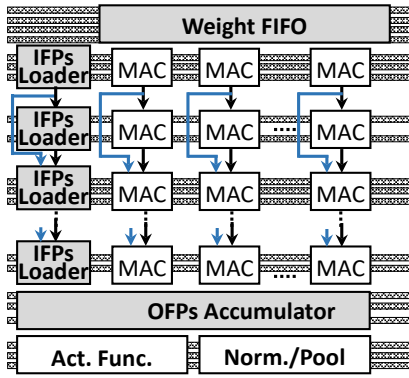 Weight FIFO
IFPs
Loader
MAC MAC MAC
IFPs
Loader
MAC MAC .... MAC
IFPs
Loader
MAC MAC MAC
IFPs
Loader
MAC MAC .... MAC
OFPs Accumulator
Act. Func. Norm./Pool